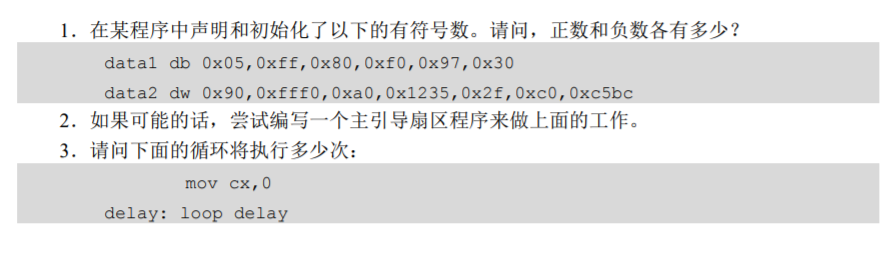 1．在某程序中声明和初始化了以下的有符号数。请问，正数和负数各有多少？
data1 db 0x05,0xff,0x80,0xf0,0x97,0x30
data2 dw 0x90,0xfff0,0xa0,0x1235,0x2f,0xc0,0xc5bc
2．如果可能的话，尝试编写一个主引导扇区程序来做上面的工作。
3．请问下面的循环将执行多少次：
mov cx,0
delay: loop delay